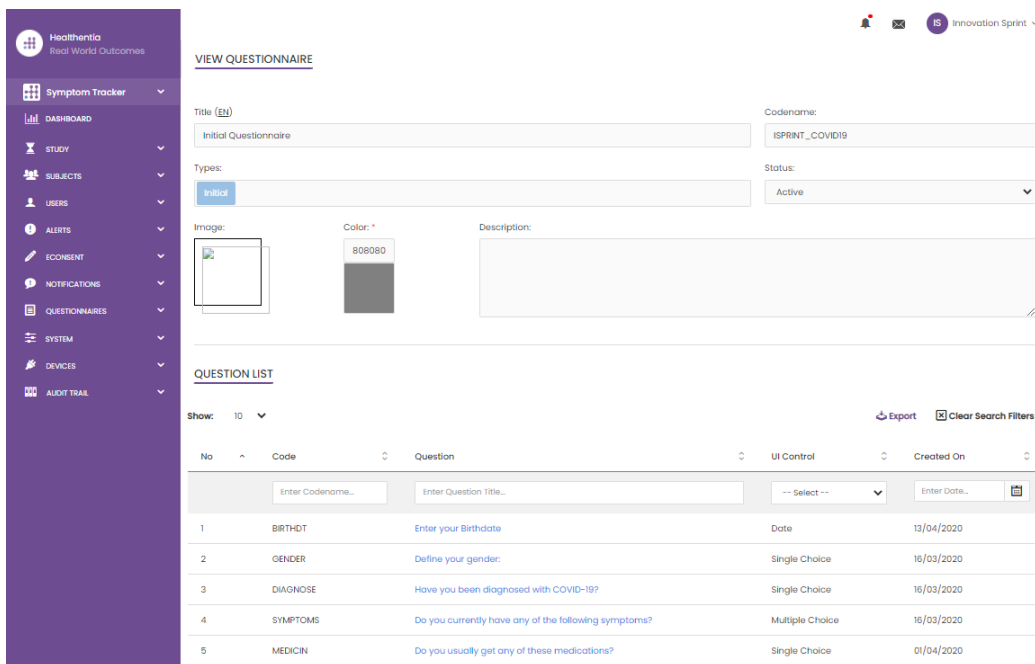 Healthentia
Real World Outcomes
IS Innovation Sprint
VIEW QUESTIONNAIRE
Symptom Tracker
DASHBOARD
STUDY
SUBJECTS
USERS
ALERTS
ECONSENT
NOTIFICATIONS
QUESTIONNAIRES
SYSTEM
DEVICES
AUDIT TRAIL
Title (EN) Codename:
Initial Questionnaire ISPRINT_COVID19
Types: Status:
Initial Active
Image: Color: * Description:
808080
QUESTION LIST
Show: 10 Export Clear Search Filters
No Code Question UI Control Created On
Enter Codename... Enter Question Title... -- Select -- Enter Date...
1 BIRTHDT Enter your Birthdate Date 13/04/2020
2 GENDER Define your gender: Single Choice 16/03/2020
3 DIAGNOSE Have you been diagnosed with COVID-19? Single Choice 16/03/2020
4 SYMPTOMS Do you currently have any of the following symptoms? Multiple Choice 16/03/2020
5 MEDICIN Do you usually get any of these medications? Single Choice 01/04/2020